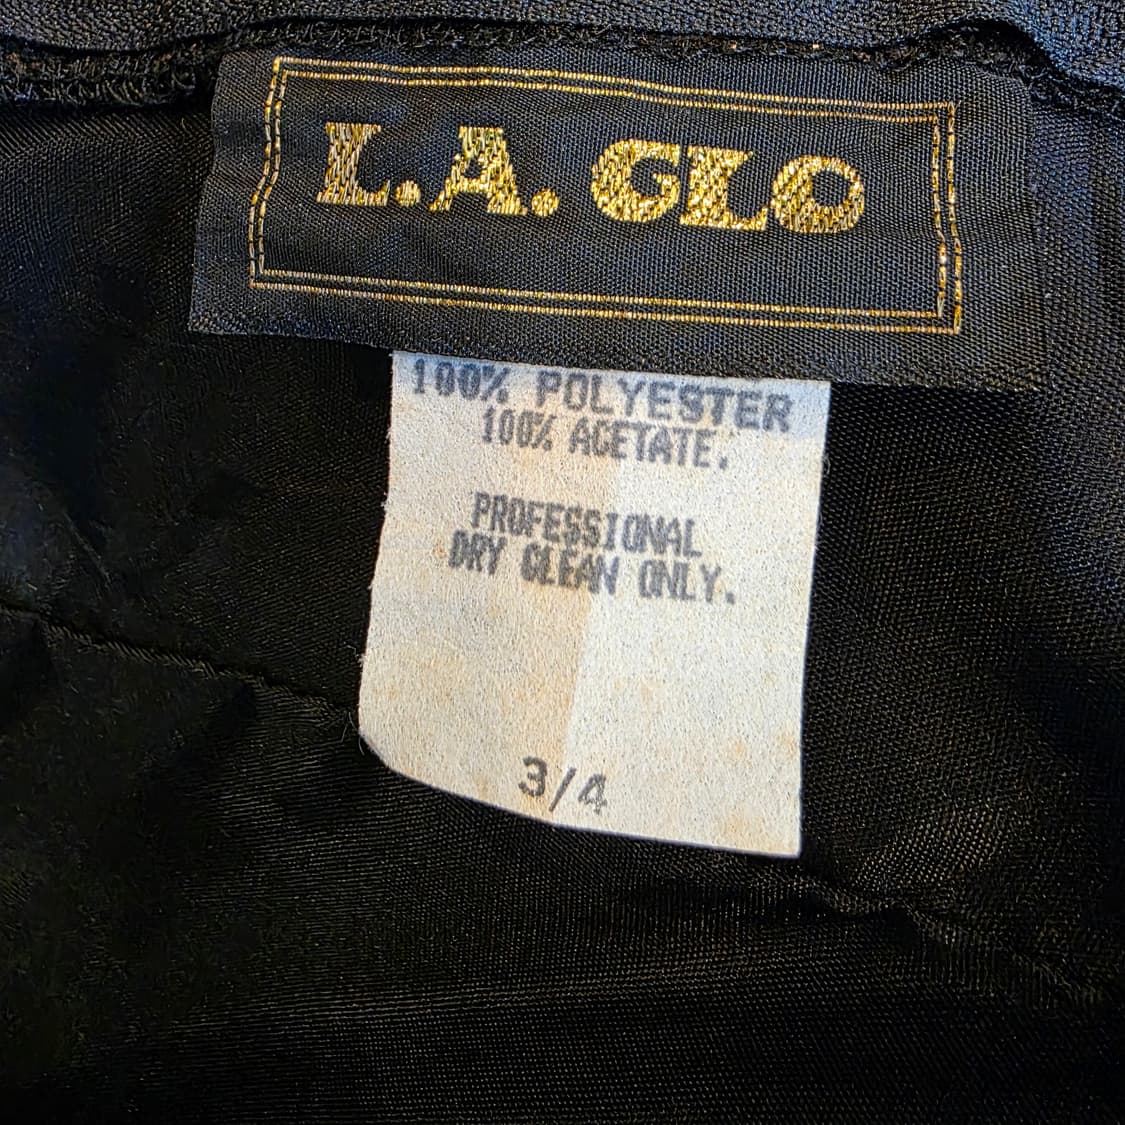 L.A. GLO
100% POLYESTER
100% ACETATE.
PROFESSIONAL
DRY CLEAN ONLY.
3/4